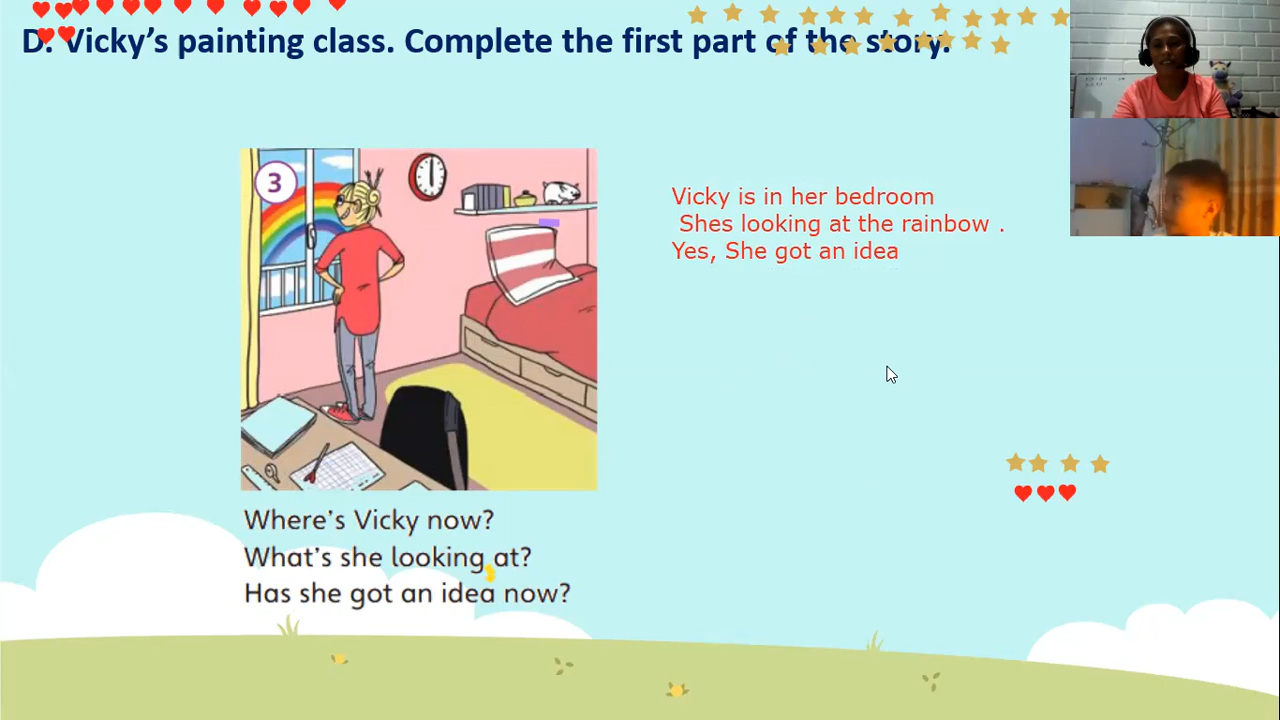 D. Vicky's painting class. Complete the first part of the story.
3
Vicky is in her bedroom
Shes looking at the rainbow .
Yes, She got an idea
Where's Vicky now?
What's she looking at?
Has she got an idea now?